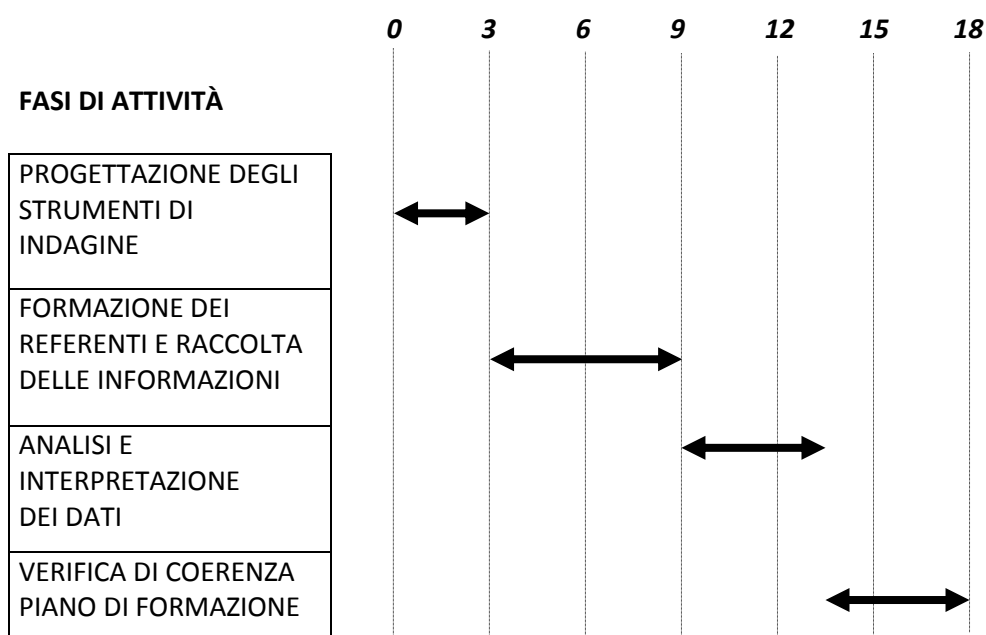 0 3 6 9 12 15 18
FASI DI ATTIVITÀ
PROGETTAZIONE DEGLI
STRUMENTI DI
INDAGINE
FORMAZIONE DEI
REFERENTI E RACCOLTA
DELLE INFORMAZIONI
ANALISI E
INTERPRETAZIONE
DEI DATI
VERIFICA DI COERENZA
PIANO DI FORMAZIONE